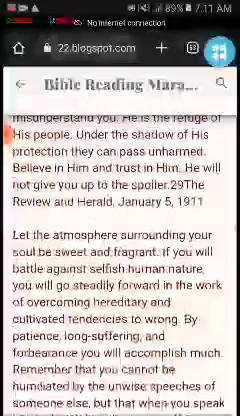 89% 7:11 AM
No internet connection
22.blogspot.com
Bible Reading Mara...
misunderstand you. He is the refuge of
His people. Under the shadow of His
protection they can pass unharmed.
Believe in Him and trust in Him. He will
not give you up to the spoiler.29The
Review and Herald, January 5, 1911
Let the atmosphere surrounding your
soul be sweet and fragrant. If you will
battle against selfish human nature,
you will go steadily forward in the work
of overcoming hereditary and
cultivated tendencies to wrong. By
patience, long-suffering, and
forbearance you will accomplish much.
Remember that you cannot be
humiliated by the unwise speeches of
someone else, but that when you speak